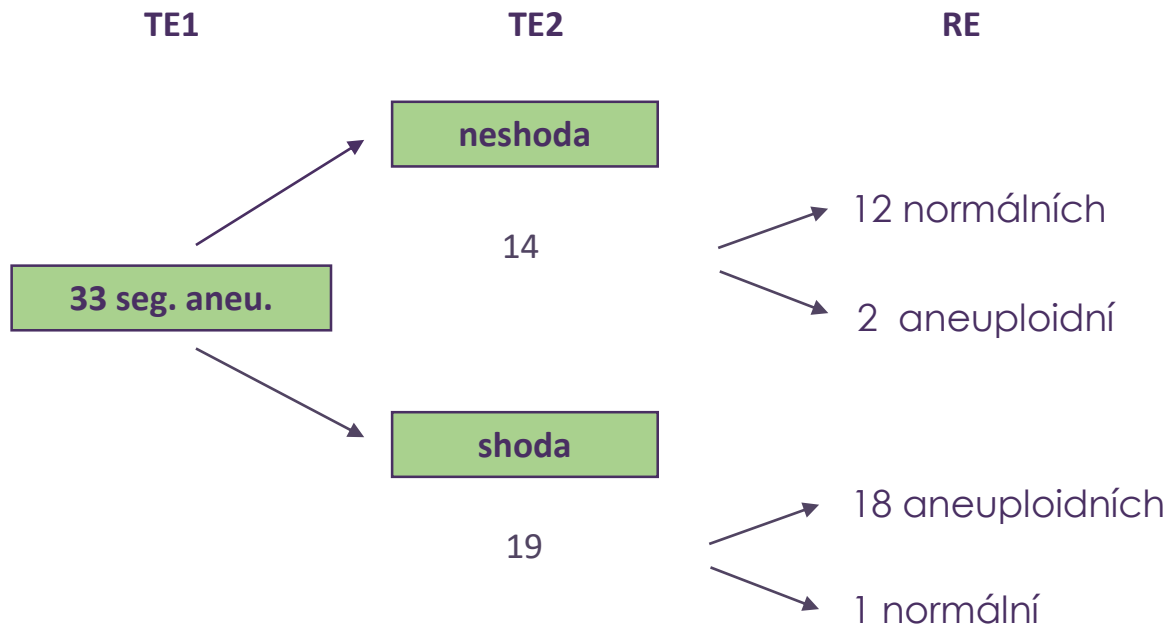 TE1 TE2 RE
neshoda
12 normálních
14
33 seg. aneu.
2 aneuploidní
shoda
18 aneuploidních
19
1 normální